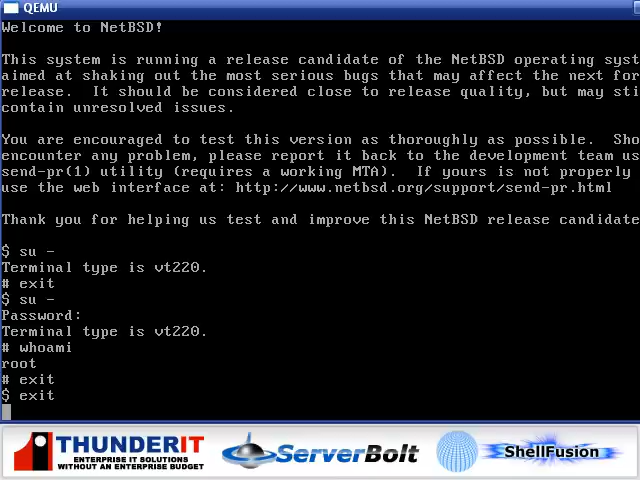 QEMU
Welcome to NetBSD!
This system is running a release candidate of the NetBSD operating syst
aimed at shaking out the most serious bugs that may affect the next for
release.  It should be considered close to release quality, but may sti
contain unresolved issues.
You are encouraged to test this version as thoroughly as possible.  Sho
encounter any problem, please report it back to the development team us
send-pr(1) utility (requires a working MTA).  If yours is not properly
use the web interface at: http://www.netbsd.org/support/send-pr.html
Thank you for helping us test and improve this NetBSD release candidate
$ su -
Terminal type is vt220.
# exit
$ su -
Password:
Terminal type is vt220.
# whoami
root
# exit
$ exit
THUNDERIT
ENTERPRISE IT SOLUTIONS
WITHOUT AN ENTERPRISE BUDGET
ServerBolt
ShellFusion